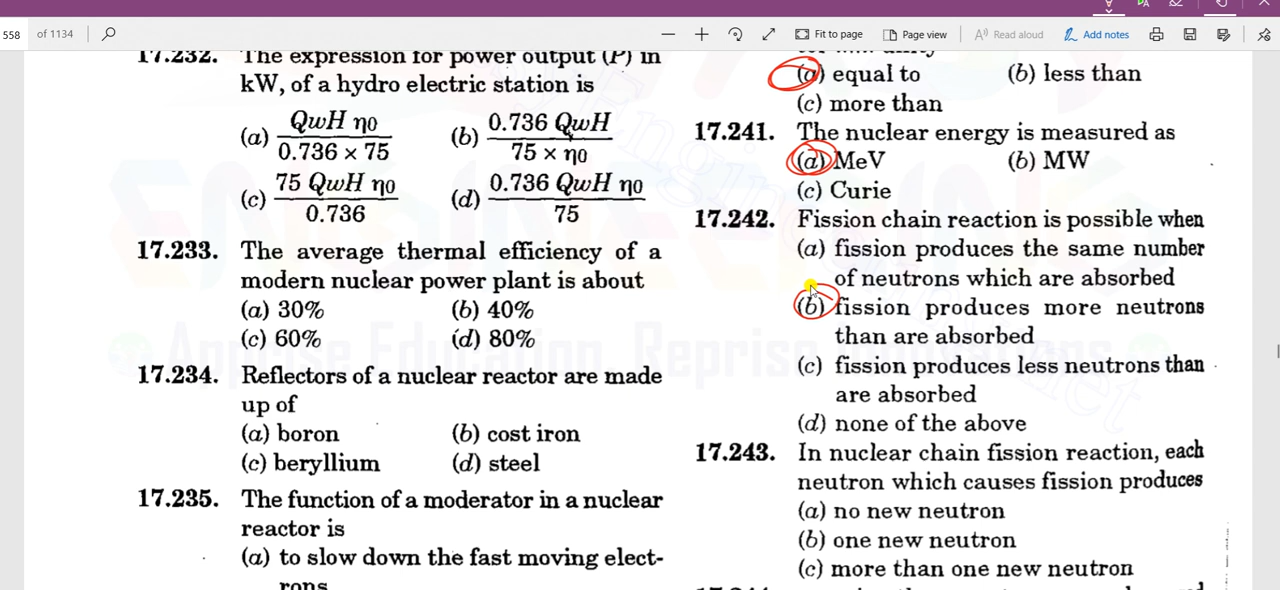 558 of 1134
Fit to page
Page view
A)) Read aloud
Add notes
17.232. The expression for power output (P) in
kW, of a hydro electric station is
(a) QwH η0 / 0.736 × 75 (b) 0.736 QwH / 75 × η0
(c) 75 QwH η0 / 0.736 (d) 0.736 QwH η0 / 75
17.233. The average thermal efficiency of a
modern nuclear power plant is about
(a) 30% (b) 40%
(c) 60% (d) 80%
17.234. Reflectors of a nuclear reactor are made
up of
(a) boron (b) cost iron
(c) beryllium (d) steel
17.235. The function of a moderator in a nuclear
reactor is
(a) to slow down the fast moving elect-
rons
(a) equal to (b) less than
(c) more than
17.241. The nuclear energy is measured as
(a) MeV (b) MW
(c) Curie
17.242. Fission chain reaction is possible when
(a) fission produces the same number
of neutrons which are absorbed
(b) fission produces more neutrons
than are absorbed
(c) fission produces less neutrons than
are absorbed
(d) none of the above
17.243. In nuclear chain fission reaction, each
neutron which causes fission produces
(a) no new neutron
(b) one new neutron
(c) more than one new neutron
Apprise Education, Reprise Innovations